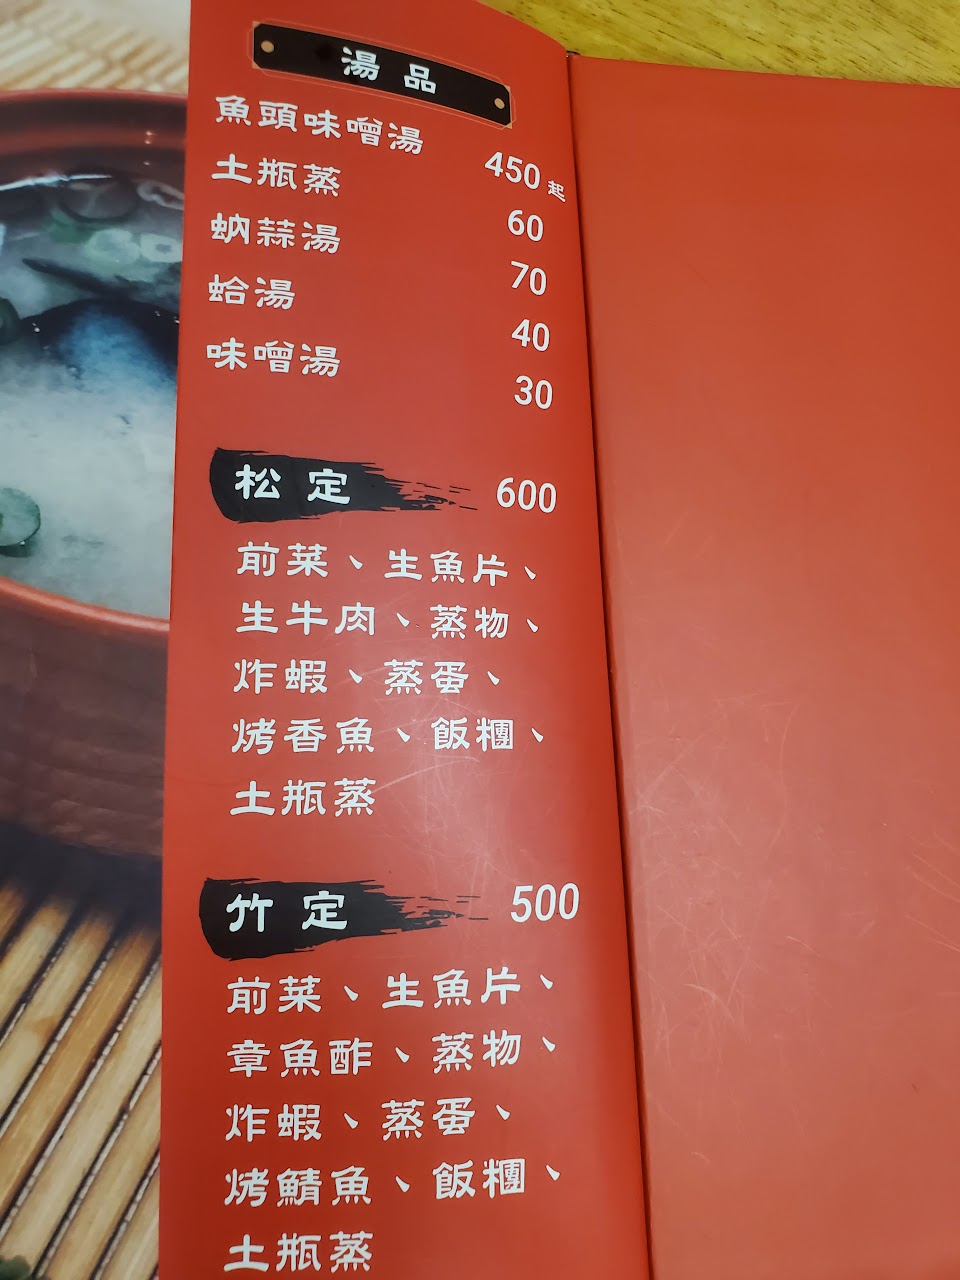 湯品
魚頭味噌湯 450起
土瓶蒸 60
蚋蒜湯 70
蛤湯 40
味噌湯 30
松定 600
前菜、生魚片、
生牛肉、蒸物、
炸蝦、蒸蛋、
烤香魚、飯糰、
土瓶蒸
竹定 500
前菜、生魚片、
章魚酢、蒸物、
炸蝦、蒸蛋、
烤鯖魚、飯糰、
土瓶蒸